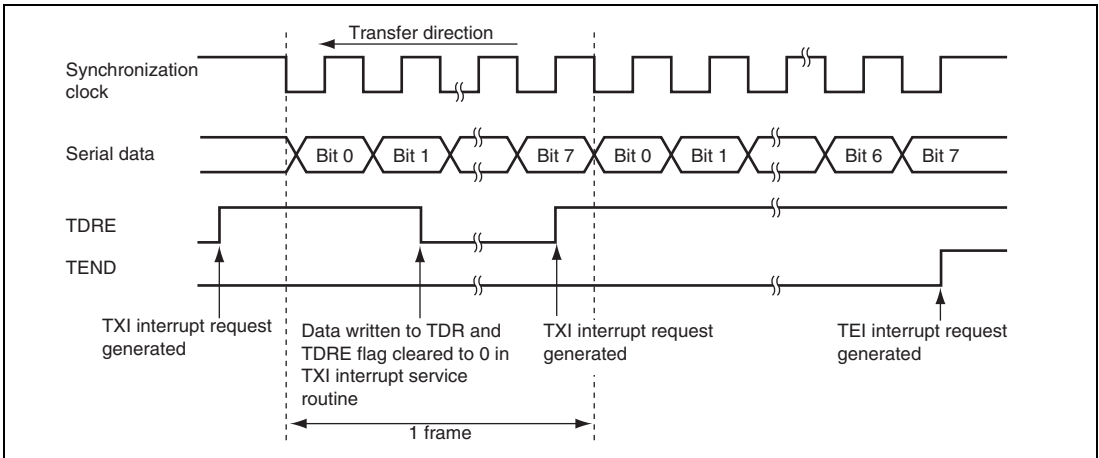 Transfer direction
Synchronization
clock
Serial data
Bit 0
Bit 1
Bit 7
Bit 0
Bit 1
Bit 6
Bit 7
TDRE
TEND
TXI interrupt request
generated
Data written to TDR and
TDRE flag cleared to 0 in
TXI interrupt service
routine
TXI interrupt request
generated
TEI interrupt request
generated
1 frame